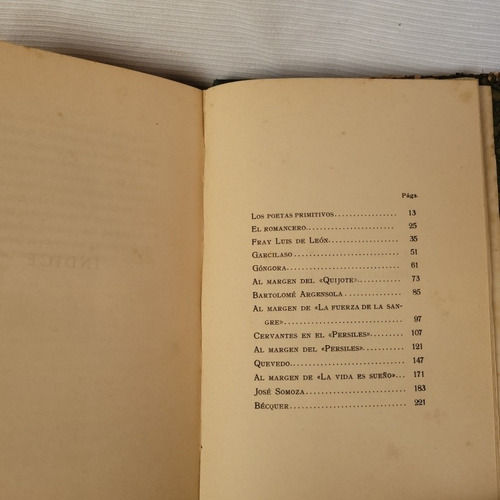 INDICE
Págs.
LOS POETAS PRIMITIVOS.................. 13
EL ROMANCERO......................... 25
FRAY LUIS DE LEÓN..................... 35
GARCILASO............................. 51
GÓNGORA............................... 61
AL MARGEN DEL «QUIJOTE»............... 73
BARTOLOMÉ ARGENSOLA................... 85
AL MARGEN DE «LA FUERZA DE LA SAN-
GRE»................................ 97
CERVANTES EN EL «PERSILES»............ 107
AL MARGEN DEL «PERSILES».............. 121
QUEVEDO............................... 147
AL MARGEN DE «LA VIDA ES SUEÑO»....... 171
JOSÉ SOMOZA........................... 183
BÉCQUER............................... 221